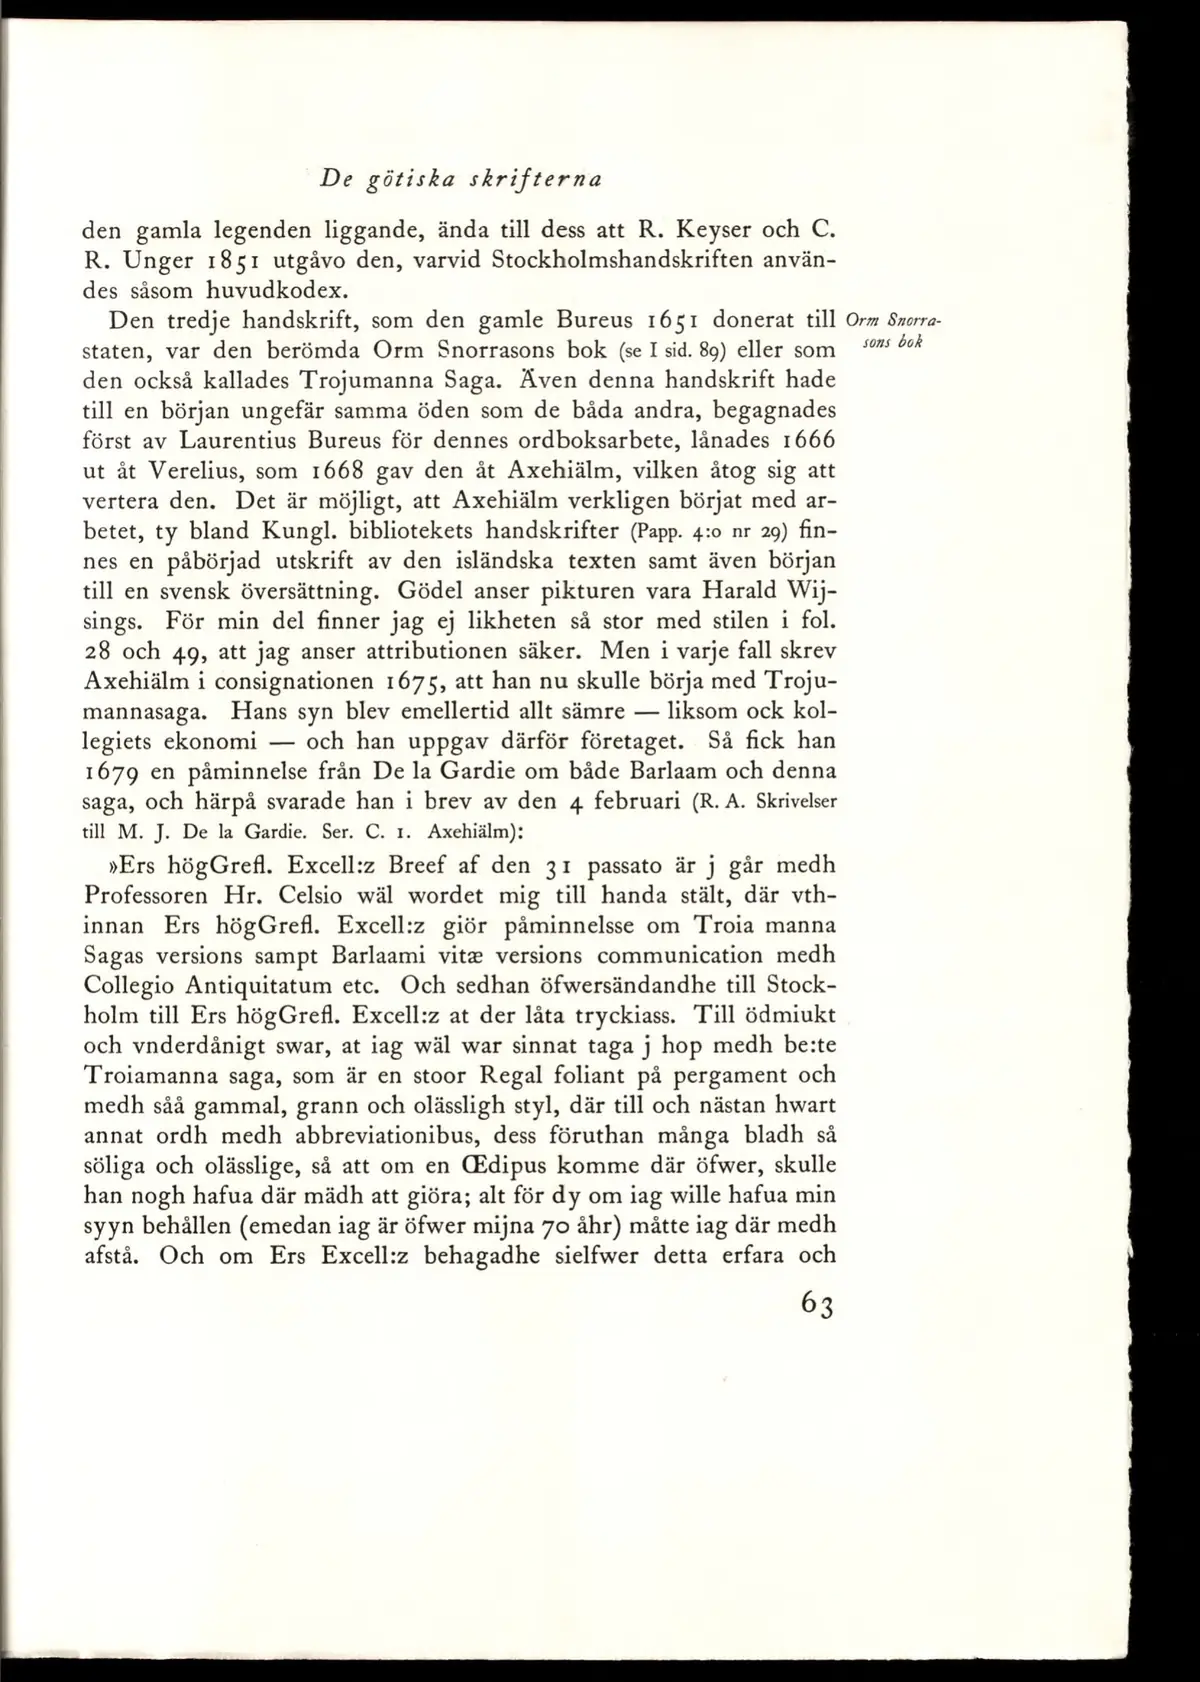 De götiska skrifterna
den gamla legenden liggande, ända till dess att R. Keyser och C.
R. Unger 1851 utgåvo den, varvid Stockholmshandskriften använ-
des såsom huvudkodex.
Den tredje handskrift, som den gamle Bureus 1651 donerat till
staten, var den berömda Orm Snorrasons bok (se I sid. 89) eller som
Orm Snorra-
sons bok
den också kallades Trojumanna Saga. Även denna handskrift hade
till en början ungefär samma öden som de båda andra, begagnades
först av Laurentius Bureus för dennes ordboksarbete, lånades 1666
ut åt Verelius, som 1668 gav den åt Axehiälm, vilken åtog sig att
vertera den. Det är möjligt, att Axehiälm verkligen börjat med ar-
betet, ty bland Kungl. bibliotekets handskrifter (Papp. 4:o nr 29) fin-
nes en påbörjad utskrift av den isländska texten samt även början
till en svensk översättning. Gödel anser pikturen vara Harald Wij-
sings. För min del finner jag ej likheten så stor med stilen i fol.
28 och 49, att jag anser attributionen säker. Men i varje fall skrev
Axehiälm i consignationen 1675, att han nu skulle börja med Troju-
mannasaga. Hans syn blev emellertid allt sämre — liksom ock kol-
legiets ekonomi — och han uppgav därför företaget. Så fick han
1679 en påminnelse från De la Gardie om både Barlaam och denna
saga, och härpå svarade han i brev av den 4 februari (R. A. Skrivelser
till M. J. De la Gardie. Ser. C. 1. Axehiälm):
»Ers högGrefl. Excell:z Breef af den 31 passato är j går medh
Professoren Hr. Celsio wäl wordet mig till handa stält, där vth-
innan Ers högGrefl. Excell:z giör påminnelsse om Troia manna
Sagas versions sampt Barlaami vitæ versions communication medh
Collegio Antiquitatum etc. Och sedhan öfwersändandhe till Stock-
holm till Ers högGrefl. Excell:z at der låta tryckiass. Till ödmiukt
och vnderdånigt swar, at iag wäl war sinnat taga j hop medh be:te
Troiamanna saga, som är en stoor Regal foliant på pergament och
medh såå gammal, grann och olässligh styl, där till och nästan hwart
annat ordh medh abbreviationibus, dess föruthan många bladh så
söliga och olässlige, så att om en Œdipus komme där öfwer, skulle
han nogh hafua där mädh att giöra; alt för dy om iag wille hafua min
syyn behållen (emedan iag är öfwer mijna 70 åhr) måtte iag där medh
afstå. Och om Ers Excell:z behagadhe sielfwer detta erfara och
63